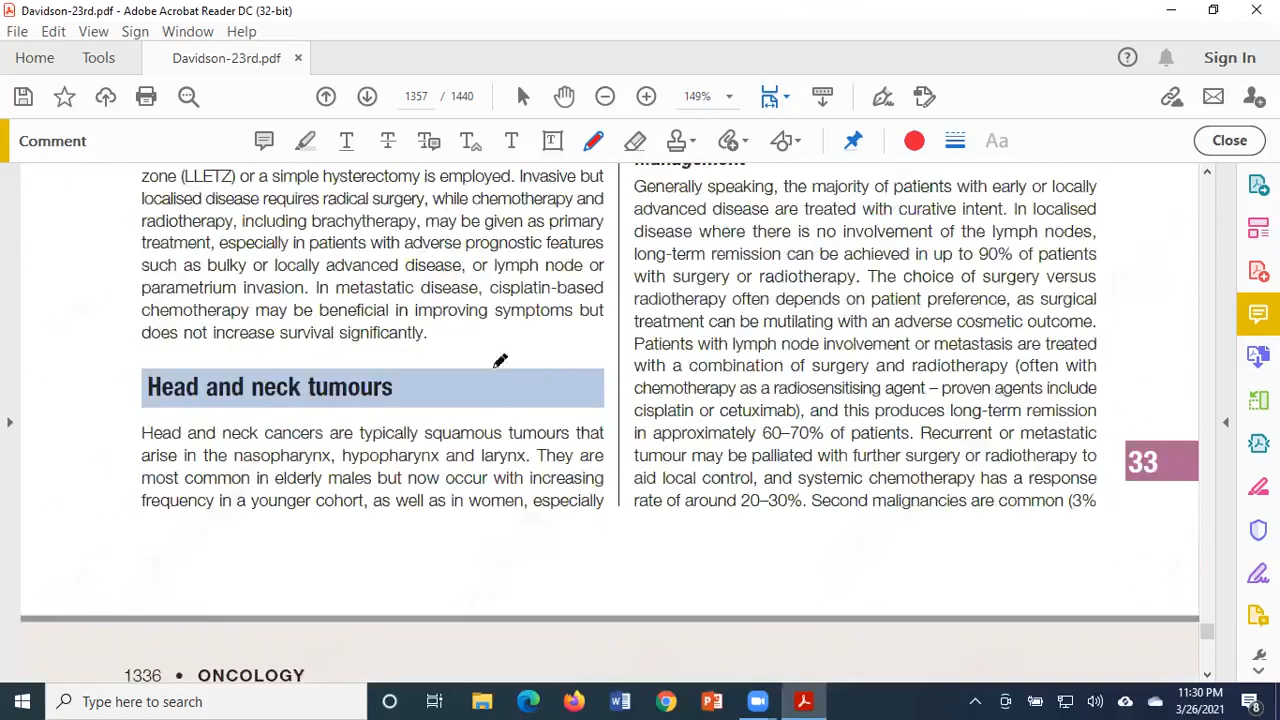 Davidson-23rd.pdf - Adobe Acrobat Reader DC (32-bit)
File Edit View Sign Window Help
Home Tools Davidson-23rd.pdf × Sign In
1357 / 1440 149%
Comment Aa Close
zone (LLETZ) or a simple hysterectomy is employed. Invasive but
localised disease requires radical surgery, while chemotherapy and
radiotherapy, including brachytherapy, may be given as primary
treatment, especially in patients with adverse prognostic features
such as bulky or locally advanced disease, or lymph node or
parametrium invasion. In metastatic disease, cisplatin-based
chemotherapy may be beneficial in improving symptoms but
does not increase survival significantly.
Head and neck tumours
Head and neck cancers are typically squamous tumours that
arise in the nasopharynx, hypopharynx and larynx. They are
most common in elderly males but now occur with increasing
frequency in a younger cohort, as well as in women, especially
Management
Generally speaking, the majority of patients with early or locally
advanced disease are treated with curative intent. In localised
disease where there is no involvement of the lymph nodes,
long-term remission can be achieved in up to 90% of patients
with surgery or radiotherapy. The choice of surgery versus
radiotherapy often depends on patient preference, as surgical
treatment can be mutilating with an adverse cosmetic outcome.
Patients with lymph node involvement or metastasis are treated
with a combination of surgery and radiotherapy (often with
chemotherapy as a radiosensitising agent – proven agents include
cisplatin or cetuximab), and this produces long-term remission
in approximately 60–70% of patients. Recurrent or metastatic
tumour may be palliated with further surgery or radiotherapy to
aid local control, and systemic chemotherapy has a response
rate of around 20–30%. Second malignancies are common (3%
33
1336 • ONCOLOGY
Type here to search
11:30 PM
3/26/2021
8